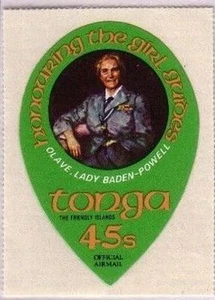 honouring the girl guides
OLAVE, LADY BADEN-POWELL
tonga
THE FRIENDLY ISLANDS
45s
OFFICIAL
AIRMAIL